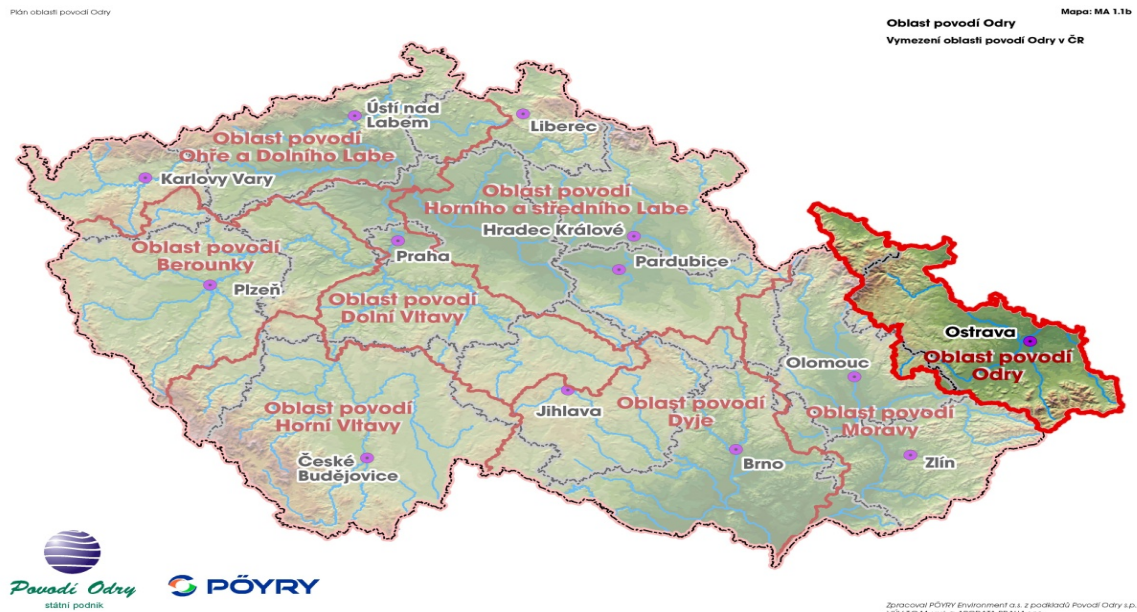 Plán oblasti povodí Odry
Mapa: MA 1.1b
Oblast povodí Odry
Vymezení oblasti povodí Odry v ČR
Ústí nad
Labem
Liberec
Oblast povodí
Ohře a Dolního Labe
Karlovy Vary
Oblast povodí
Horního a středního Labe
Hradec Králové
Praha
Pardubice
Oblast povodí
Berounky
Plzeň
Oblast povodí
Dolní Vltavy
Ostrava
Oblast povodí
Odry
Olomouc
Jihlava
Oblast povodí
Dyje
Oblast povodí
Moravy
Oblast povodí
Horní Vltavy
České
Budějovice
Brno
Zlín
Povodí Odry
státní podnik
PÖYRY
Zpracoval PÖYRY Environment a.s. z podkladů Povodí Odry s.p.